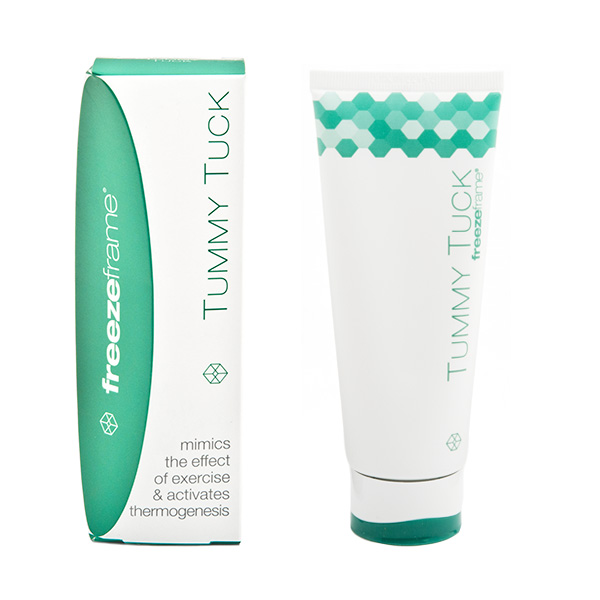 freezeframe®
TUMMY TUCK
mimics
the effect
of exercise
& activates
thermogenesis
TUMMY TUCK
freezeframe®